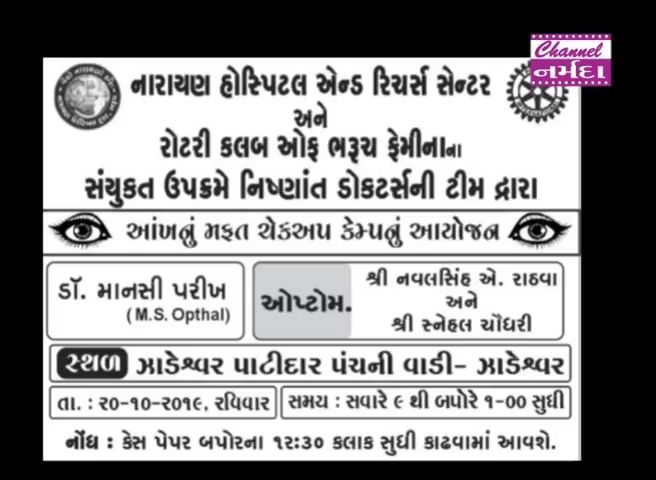 Channel
નર્મદા
નારાયણ હોસ્પિટલ એન્ડ રિચર્સ સેન્ટર
અને
રોટરી કલબ ઓફ ભરૂચ ફેમીનાના
સંયુકત ઉપક્રમે નિષ્ણાંત ડોકટર્સની ટીમ દ્વારા
આંખનું મફત ચેકઅપ કેમ્પનું આયોજન
ડૉ. માનસી પરીખ
(M.S. Opthal)
ઓપ્ટોમ.
શ્રી નવલસિંહ એ. રાઠવા
અને
શ્રી સ્નેહલ ચૌધરી
સ્થળ ઝાડેશ્વર પાટીદાર પંચની વાડી- ઝાડેશ્વર
તા. : ૨૦-૧૦-૨૦૧૯, રવિવાર
સમય : સવારે ૯ થી બપોરે ૧-૦૦ સુધી
નોંધ : કેસ પેપર બપોરના ૧૨:૩૦ કલાક સુધી કાઢવામાં આવશે.